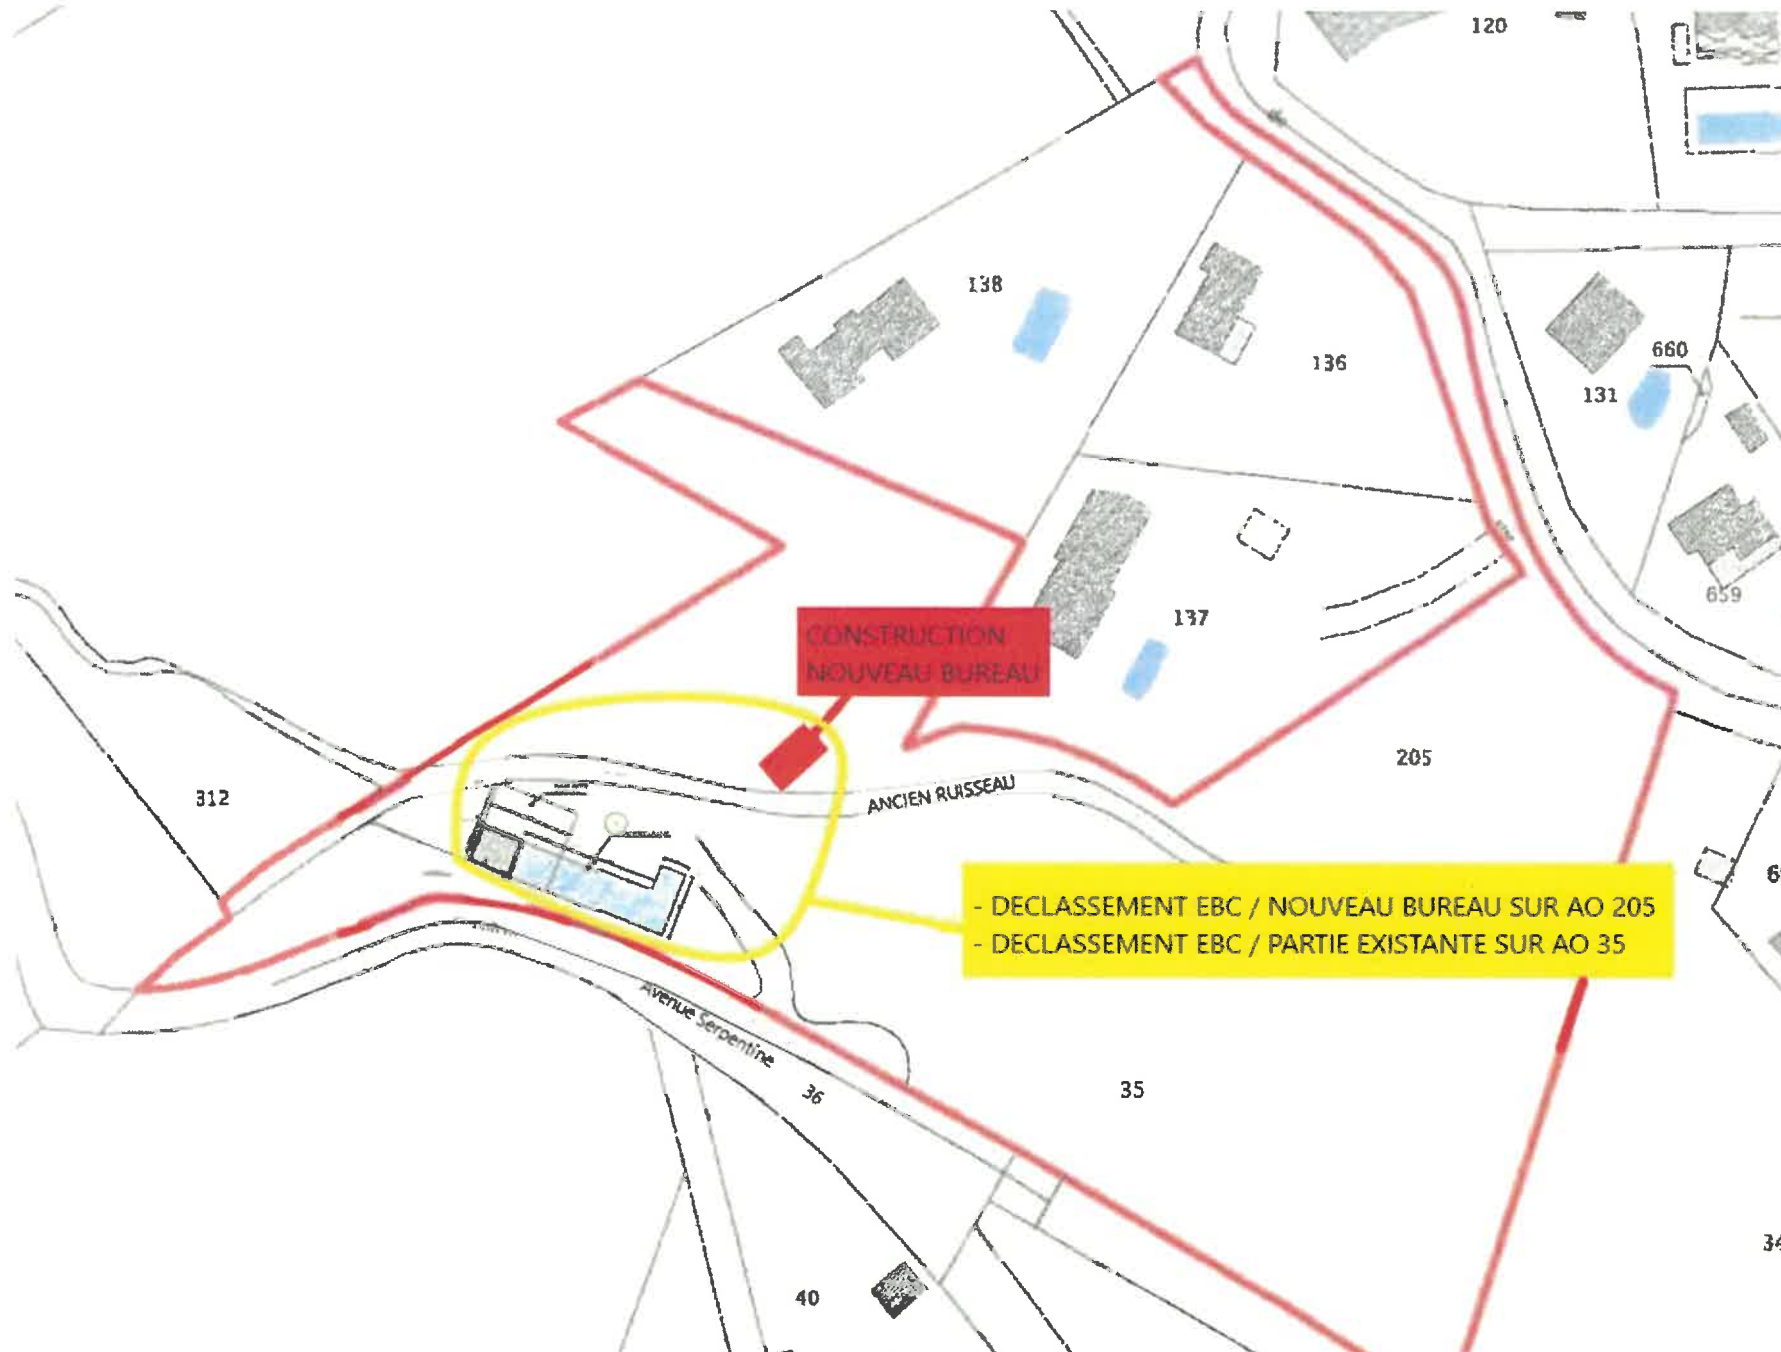 120
138
136
660
131
659
CONSTRUCTION
NOUVEAU BUREAU
137
205
312
ANCIEN RUISSEAU
- DECLASSEMENT EBC / NOUVEAU BUREAU SUR AO 205
- DECLASSEMENT EBC / PARTIE EXISTANTE SUR AO 35
Avenue Serpentine
36
35
40